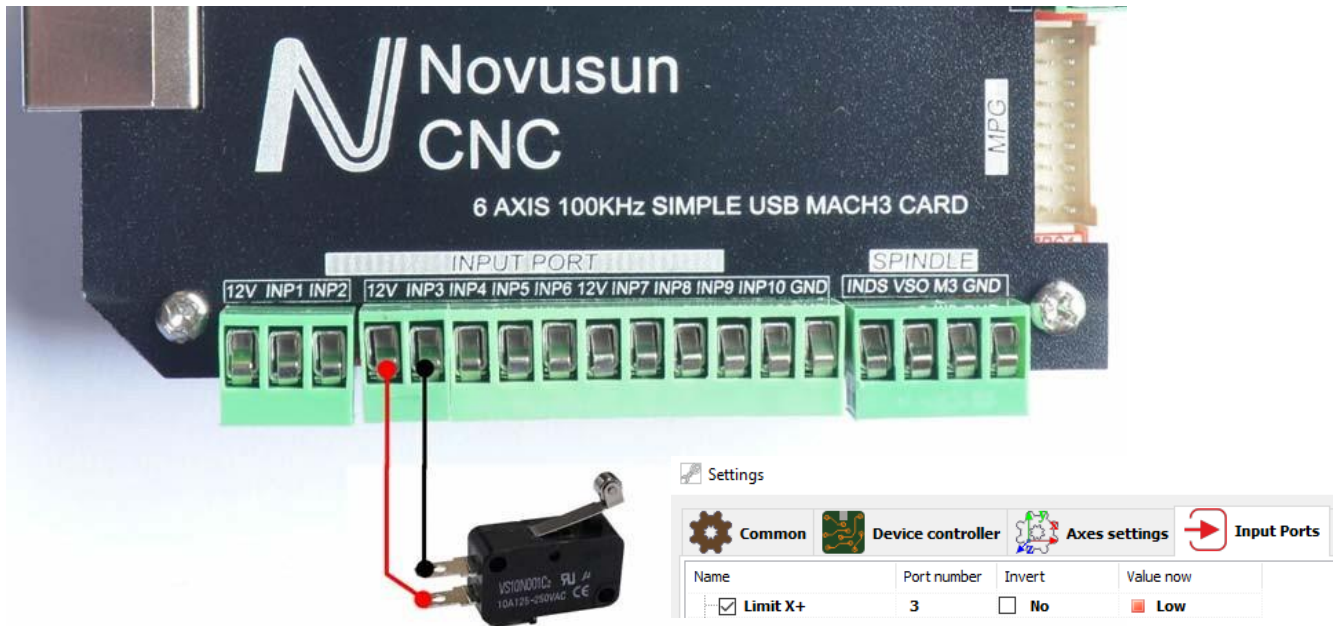 Novusun
CNC
MPG
6 AXIS 100KHz SIMPLE USB MACH3 CARD
INPUT PORT
SPINDLE
12V INP1 INP2 12V INP3 INP4 INP5 INP6 12V INP7 INP8 INP9 INP10 GND INDS VSO M3 GND
Settings
Common Device controller Axes settings Input Ports
Name Port number Invert Value now
Limit X+ 3 No Low
10A125-250VAC CE